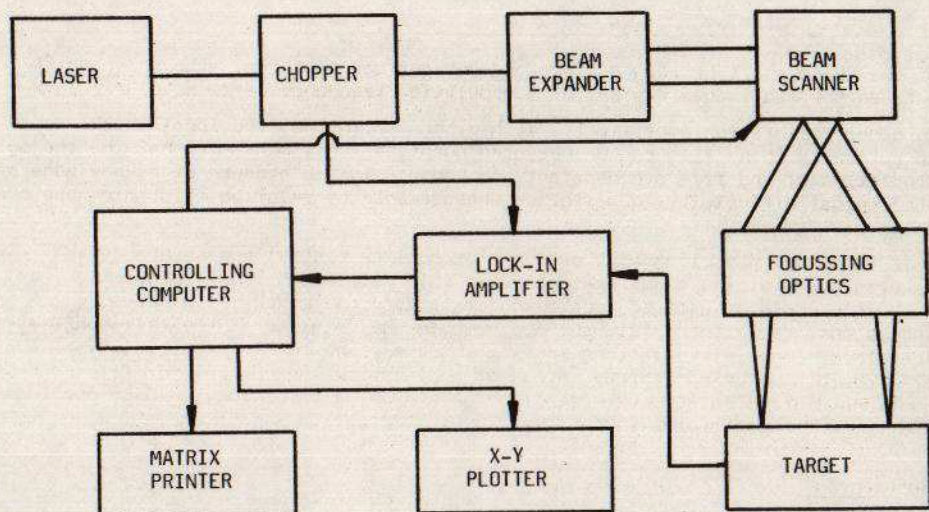 LASER
CHOPPER
BEAM
EXPANDER
BEAM
SCANNER
CONTROLLING
COMPUTER
LOCK-IN
AMPLIFIER
FOCUSSING
OPTICS
MATRIX
PRINTER
X-Y
PLOTTER
TARGET